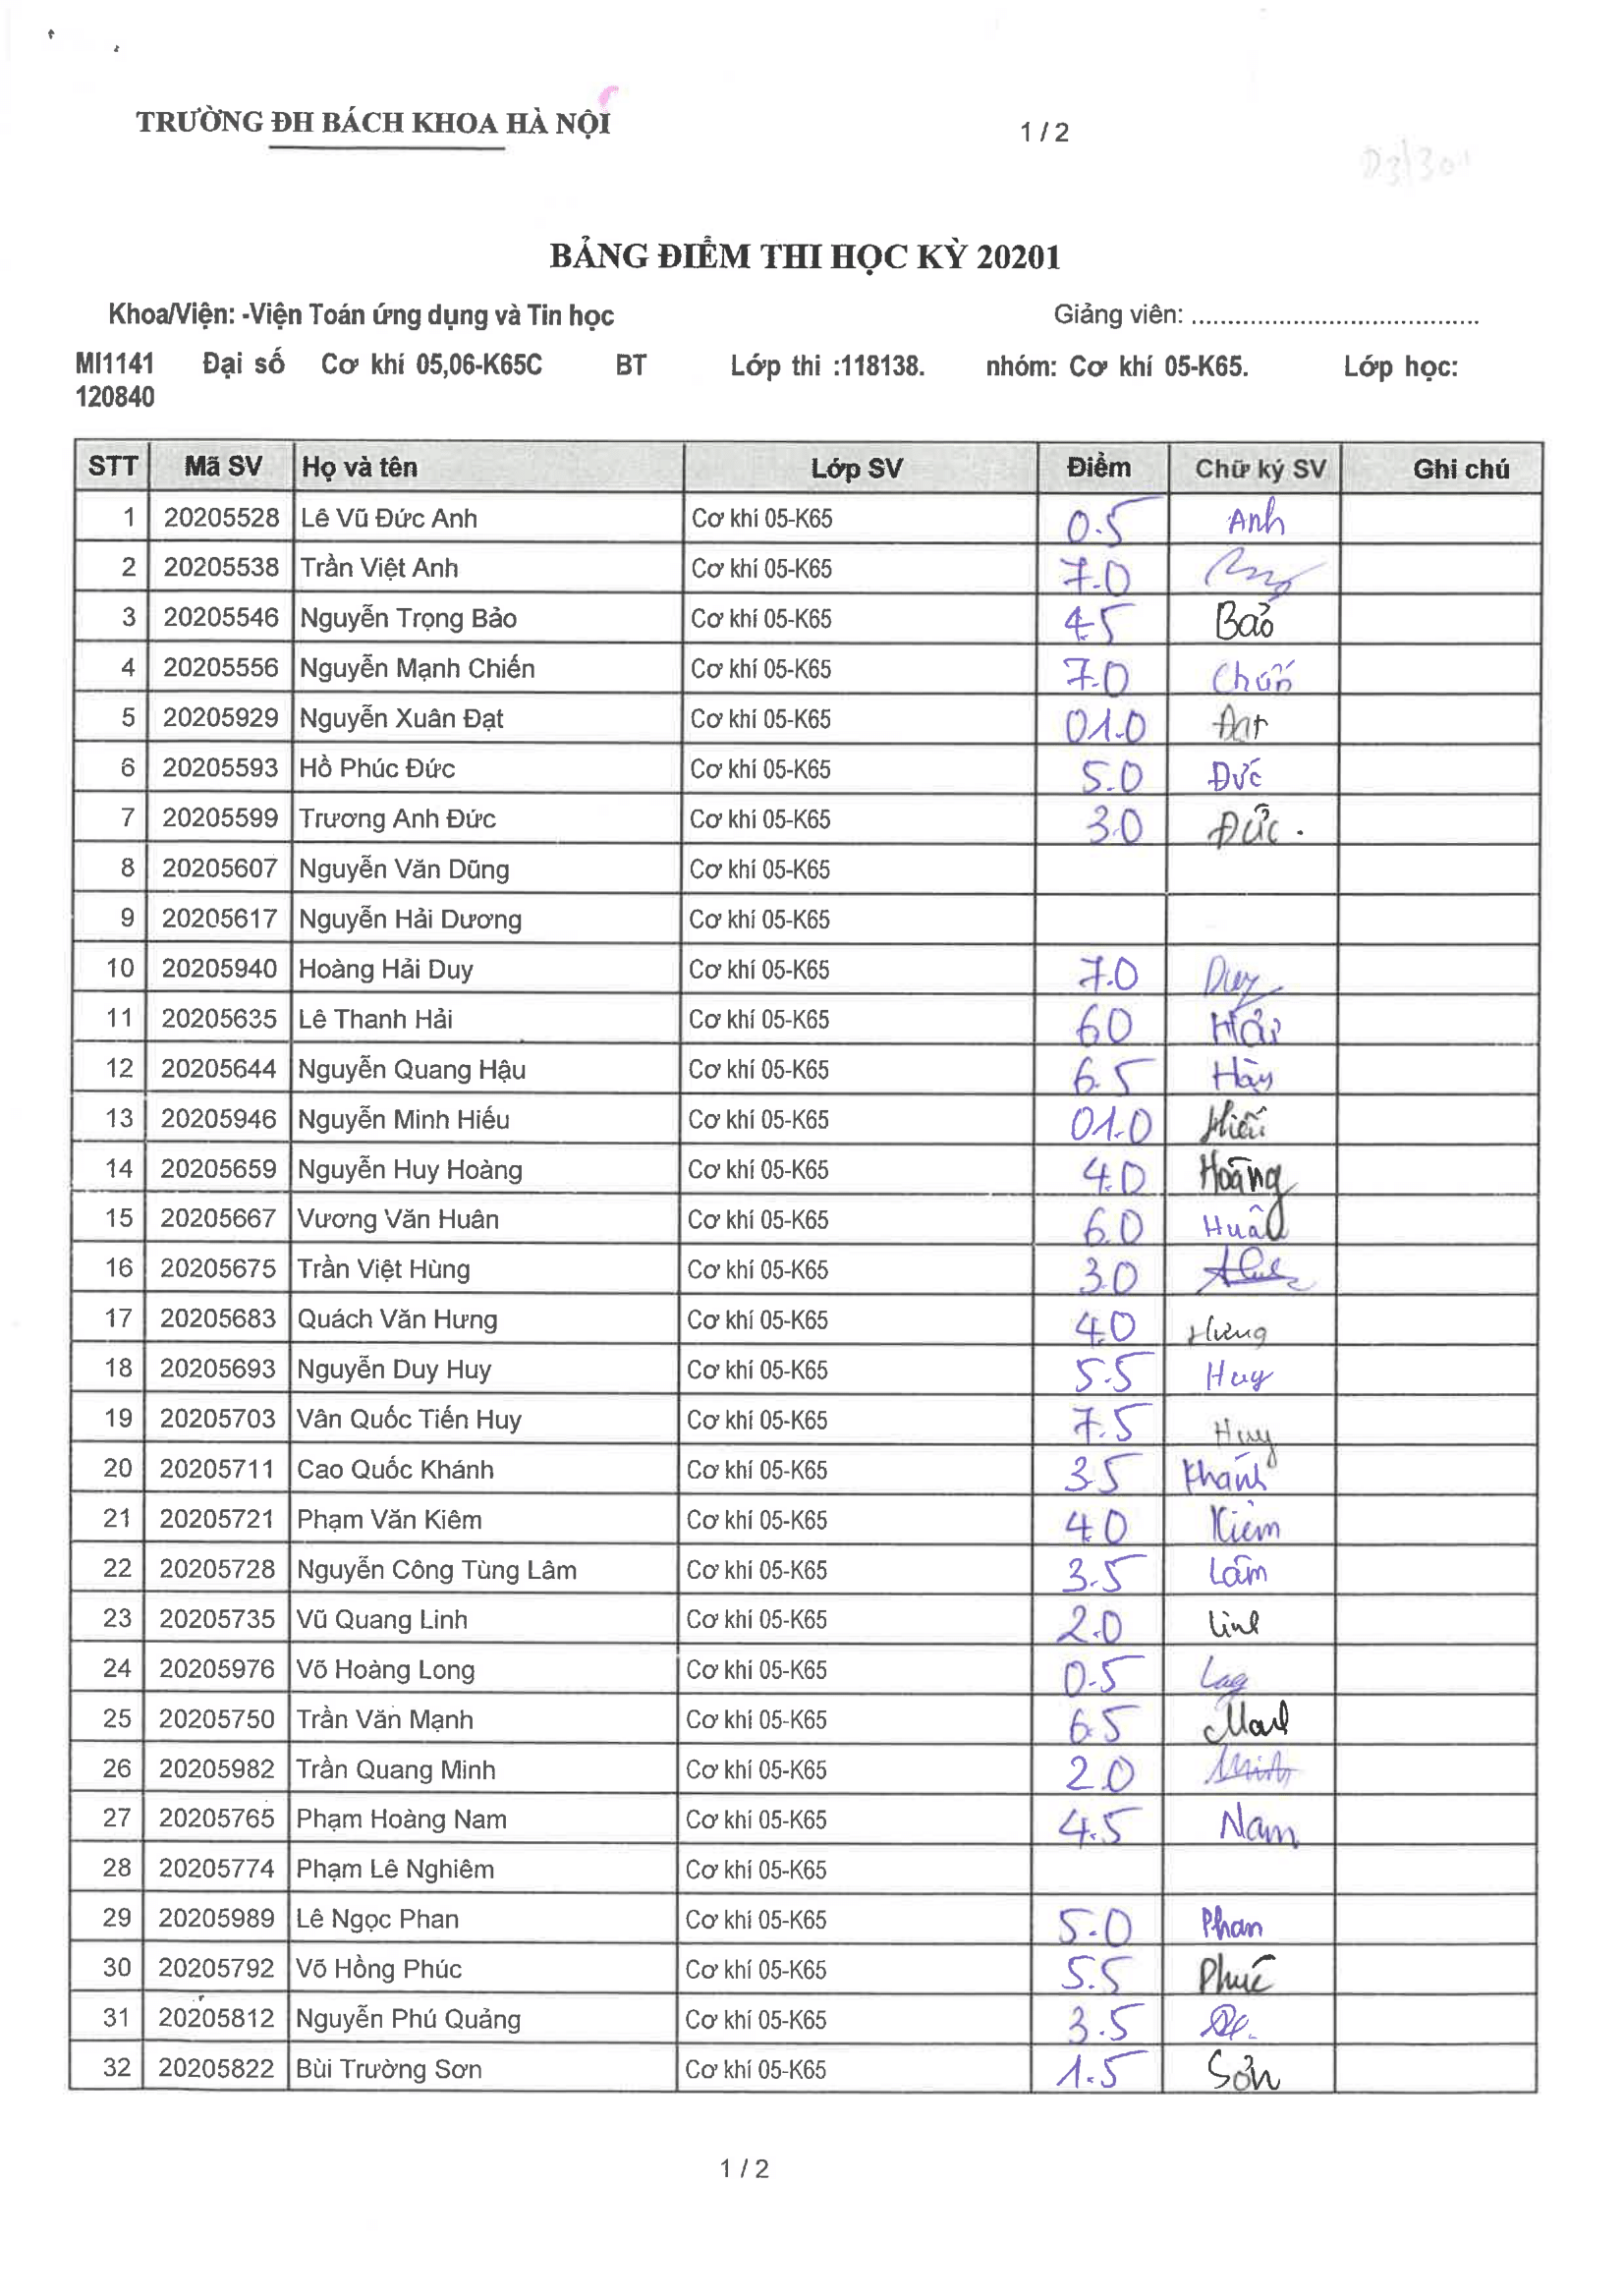 TRƯỜNG ĐH BÁCH KHOA HÀ NỘI
1 / 2
BẢNG ĐIỂM THI HỌC KỲ 20201
Khoa/Viện: -Viện Toán ứng dụng và Tin học Giảng viên: ........................................
MI1141 Đại số Cơ khí 05,06-K65C BT Lớp thi :118138. nhóm: Cơ khí 05-K65. Lớp học:
120840
STT Mã SV Họ và tên Lớp SV Điểm Chữ ký SV Ghi chú
1 20205528 Lê Vũ Đức Anh Cơ khí 05-K65 0.5 Anh
2 20205538 Trần Việt Anh Cơ khí 05-K65 7.0
3 20205546 Nguyễn Trọng Bảo Cơ khí 05-K65 4.5 Bảo
4 20205556 Nguyễn Mạnh Chiến Cơ khí 05-K65 7.0 Chiến
5 20205929 Nguyễn Xuân Đạt Cơ khí 05-K65 01.0 Đạt
6 20205593 Hồ Phúc Đức Cơ khí 05-K65 5.0 Đức
7 20205599 Trương Anh Đức Cơ khí 05-K65 3.0 Đức.
8 20205607 Nguyễn Văn Dũng Cơ khí 05-K65
9 20205617 Nguyễn Hải Dương Cơ khí 05-K65
10 20205940 Hoàng Hải Duy Cơ khí 05-K65 7.0 Duy
11 20205635 Lê Thanh Hải Cơ khí 05-K65 6.0 Hải
12 20205644 Nguyễn Quang Hậu Cơ khí 05-K65 6.5 Hậu
13 20205946 Nguyễn Minh Hiếu Cơ khí 05-K65 01.0 Hiếu
14 20205659 Nguyễn Huy Hoàng Cơ khí 05-K65 4.0 Hoàng
15 20205667 Vương Văn Huân Cơ khí 05-K65 6.0 Huân
16 20205675 Trần Việt Hùng Cơ khí 05-K65 3.0
17 20205683 Quách Văn Hưng Cơ khí 05-K65 4.0 Hưng
18 20205693 Nguyễn Duy Huy Cơ khí 05-K65 5.5 Huy
19 20205703 Vân Quốc Tiến Huy Cơ khí 05-K65 7.5 Huy
20 20205711 Cao Quốc Khánh Cơ khí 05-K65 3.5 Khánh
21 20205721 Phạm Văn Kiêm Cơ khí 05-K65 4.0 Kiêm
22 20205728 Nguyễn Công Tùng Lâm Cơ khí 05-K65 3.5 Lâm
23 20205735 Vũ Quang Linh Cơ khí 05-K65 2.0 Linh
24 20205976 Võ Hoàng Long Cơ khí 05-K65 0.5
25 20205750 Trần Văn Mạnh Cơ khí 05-K65 6.5
26 20205982 Trần Quang Minh Cơ khí 05-K65 2.0 Minh
27 20205765 Phạm Hoàng Nam Cơ khí 05-K65 4.5 Nam
28 20205774 Phạm Lê Nghiêm Cơ khí 05-K65
29 20205989 Lê Ngọc Phan Cơ khí 05-K65 5.0 Phan
30 20205792 Võ Hồng Phúc Cơ khí 05-K65 5.5 Phúc
31 20205812 Nguyễn Phú Quảng Cơ khí 05-K65 3.5
32 20205822 Bùi Trường Sơn Cơ khí 05-K65 1.5 Sơn
1 / 2